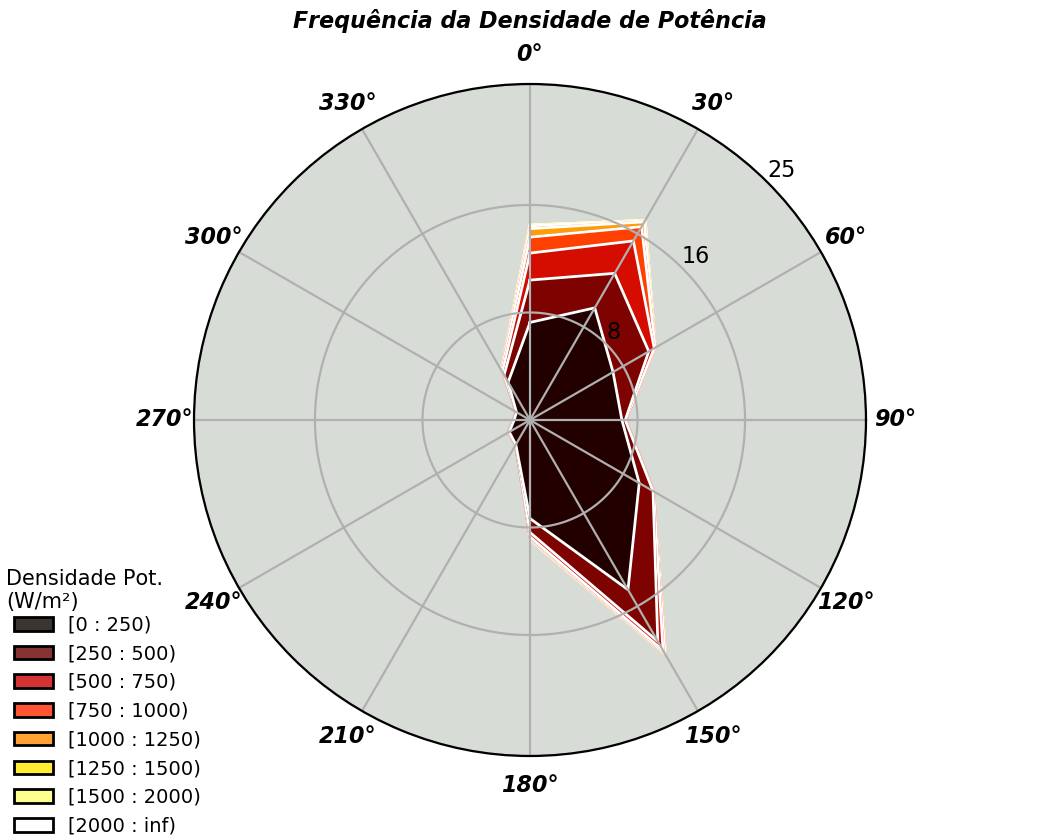 Frequência da Densidade de Potência
0°
330°
30°
25
300°
60°
16
8
270°
90°
240°
120°
210°
150°
180°
Densidade Pot.
(W/m²)
[0 : 250)
[250 : 500)
[500 : 750)
[750 : 1000)
[1000 : 1250)
[1250 : 1500)
[1500 : 2000)
[2000 : inf)